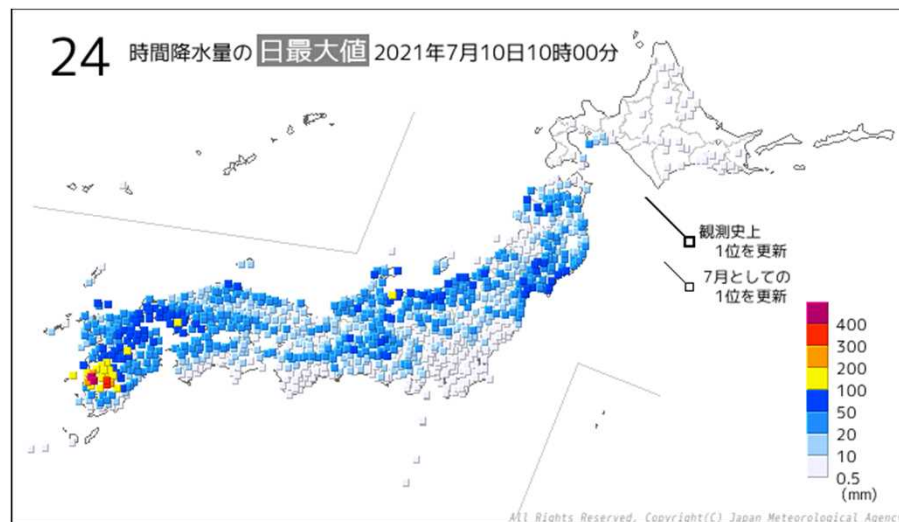 24 時間降水量の 日最大値 2021年7月10日10時00分
観測史上
1位を更新
7月としての
1位を更新
400
300
200
100
50
20
10
0.5
(mm)
All Rights Reserved, Copyright(C) Japan Meteorological Agency